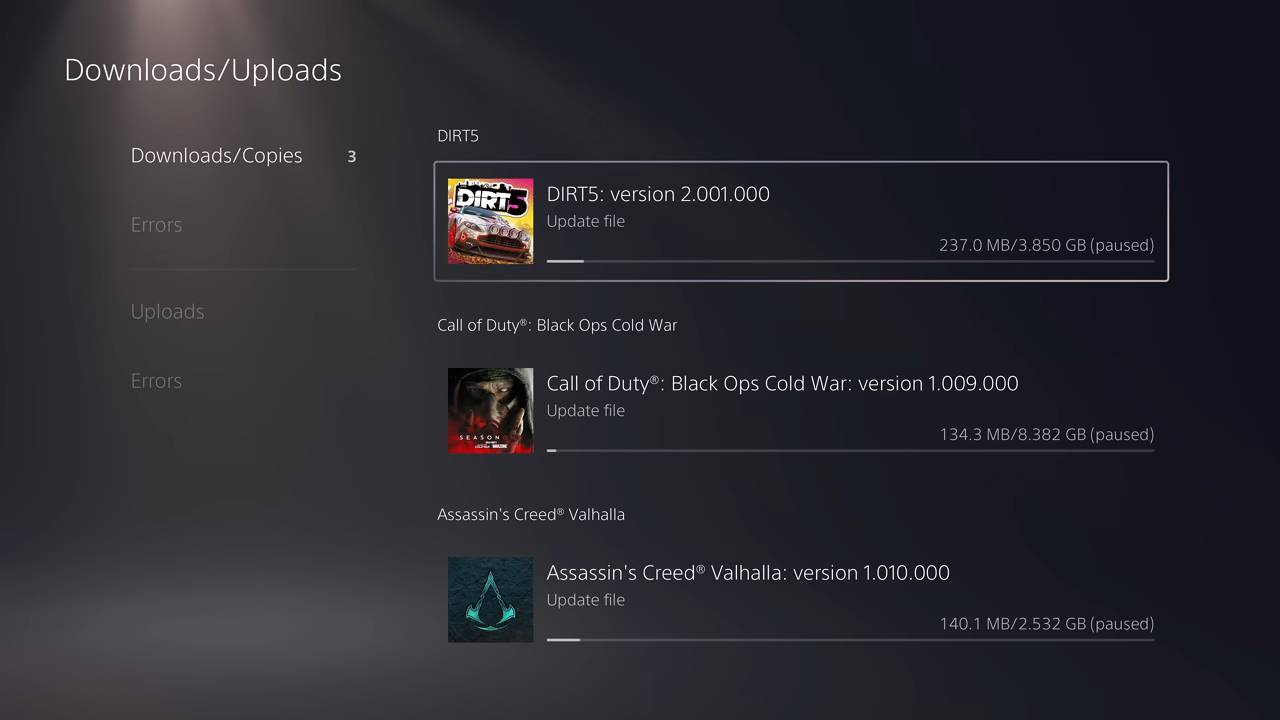 Downloads/Uploads
Downloads/Copies 3
Errors
Uploads
Errors
DIRT5
DIRT5
DIRT5: version 2.001.000
Update file
237.0 MB/3.850 GB (paused)
Call of Duty®: Black Ops Cold War
SEASON
Call of Duty®: Black Ops Cold War: version 1.009.000
Update file
134.3 MB/8.382 GB (paused)
Assassin's Creed® Valhalla
Assassin's Creed® Valhalla: version 1.010.000
Update file
140.1 MB/2.532 GB (paused)